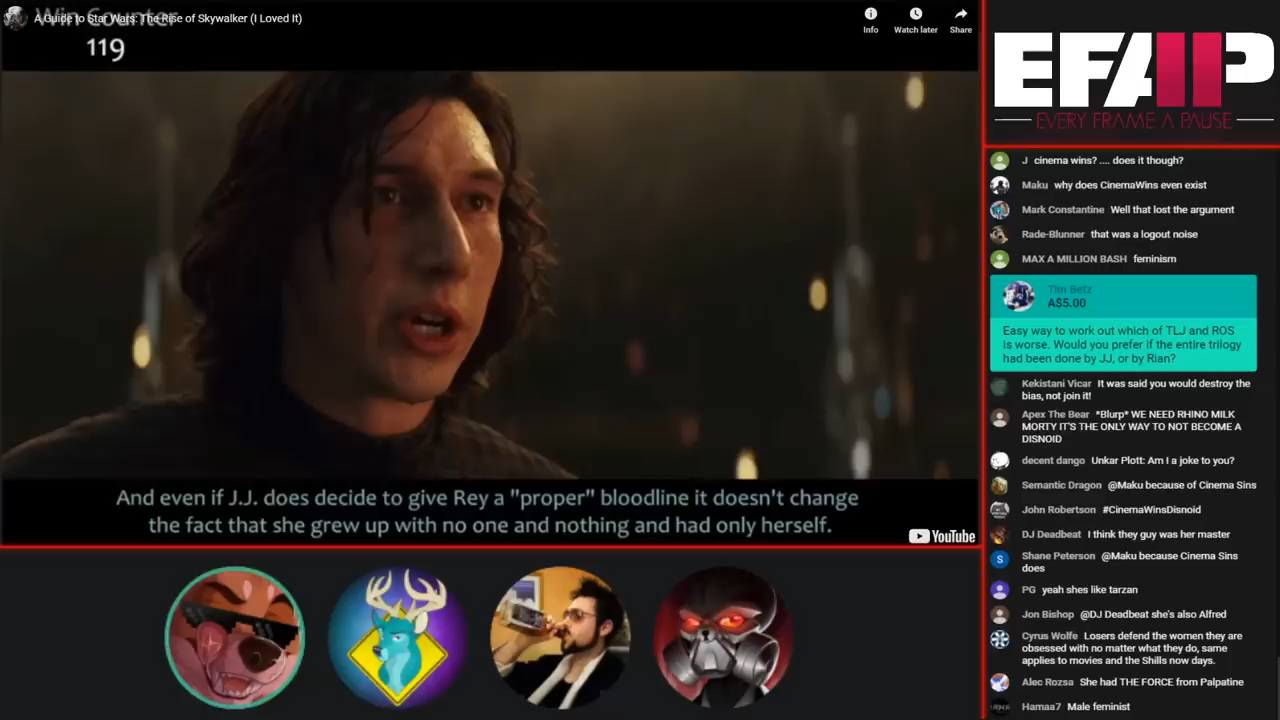 A Guide to Star Wars: The Rise of Skywalker (I Loved It)
Win Counter
119
Info
Watch later
Share
And even if J.J. does decide to give Rey a "proper" bloodline it doesn't change
the fact that she grew up with no one and nothing and had only herself.
YouTube
EFAP
EVERY FRAME A PAUSE
J cinema wins? .... does it though?
Maku why does CinemaWins even exist
Mark Constantine Well that lost the argument
Rade-Blunner that was a logout noise
MAX A MILLION BASH feminism
Tim Betz
A$5.00
Easy way to work out which of TLJ and ROS
is worse. Would you prefer if the entire trilogy
had been done by JJ, or by Rian?
Kekistani Vicar It was said you would destroy the
bias, not join it!
Apex The Bear *Blurp* WE NEED RHINO MILK
MORTY IT'S THE ONLY WAY TO NOT BECOME A
DISNOID
decent dango Unkar Plott: Am I a joke to you?
Semantic Dragon @Maku because of Cinema Sins
John Robertson #CinemaWinsDisnoid
DJ Deadbeat I think they guy was her master
S
Shane Peterson @Maku because Cinema Sins
does
PG yeah shes like tarzan
Jon Bishop @DJ Deadbeat she's also Alfred
Cyrus Wolfe Losers defend the women they are
obsessed with no matter what they do, same
applies to movies and the Shills now days.
Alec Rozsa She had THE FORCE from Palpatine
Hamaa7 Male feminist